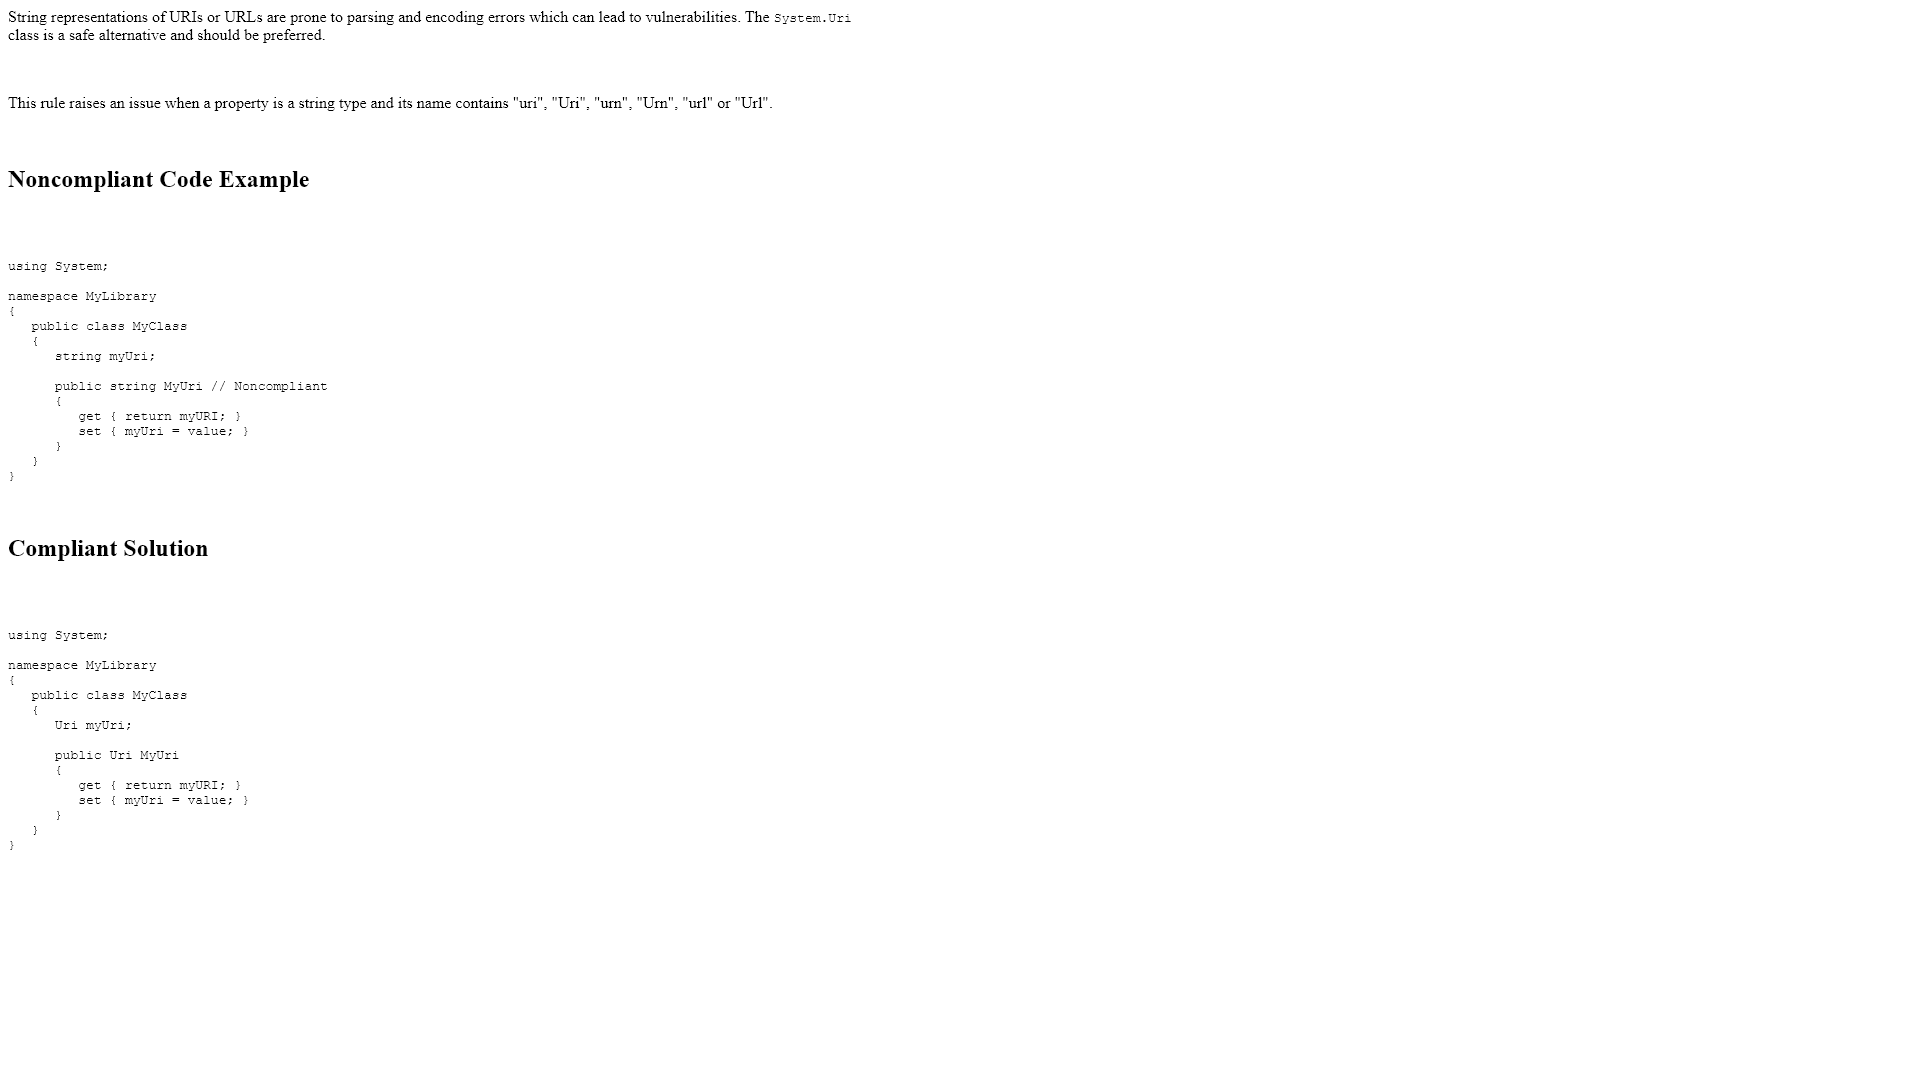 String representations of URIs or URLs are prone to parsing and encoding errors which can lead to vulnerabilities. The System.Uri
class is a safe alternative and should be preferred.
This rule raises an issue when a property is a string type and its name contains "uri", "Uri", "urn", "Urn", "url" or "Url".
Noncompliant Code Example
using System;
namespace MyLibrary
{
   public class MyClass
   {
      string myUri;
      public string MyUri // Noncompliant
      {
         get { return myURI; }
         set { myUri = value; }
      }
   }
}
Compliant Solution
using System;
namespace MyLibrary
{
   public class MyClass
   {
      Uri myUri;
      public Uri MyUri
      {
         get { return myURI; }
         set { myUri = value; }
      }
   }
}